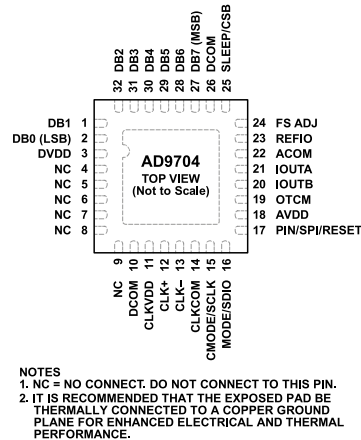 32 DB2
31 DB3
30 DB4
29 DB5
28 DB6
27 DB7 (MSB)
26 DCOM
25 SLEEP/CSB
DB1 1
DB0 (LSB) 2
DVDD 3
NC 4
NC 5
NC 6
NC 7
NC 8
AD9704
TOP VIEW
(Not to Scale)
24 FS ADJ
23 REFIO
22 ACOM
21 IOUTA
20 IOUTB
19 OTCM
18 AVDD
17 PIN/SPI/RESET
NC 9
DCOM 10
CLKVDD 11
CLK+ 12
CLK– 13
CLKCOM 14
CMODE/SCLK 15
MODE/SDIO 16
NOTES
1. NC = NO CONNECT. DO NOT CONNECT TO THIS PIN.
2. IT IS RECOMMENDED THAT THE EXPOSED PAD BE
THERMALLY CONNECTED TO A COPPER GROUND
PLANE FOR ENHANCED ELECTRICAL AND THERMAL
PERFORMANCE.